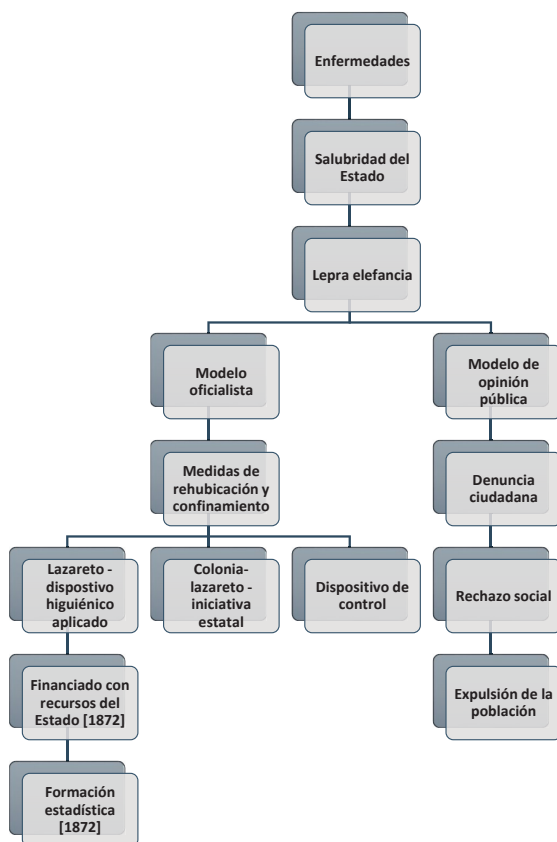 Enfermedades
Salubridad del
Estado
Lepra elefancia
Modelo
oficialista
Modelo de
opinión
pública
Medidas de
rehubicación y
confinamiento
Denuncia
ciudadana
Lazareto -
dispostivo
higuiénico
aplicado
Colonia-
lazareto -
iniciativa
estatal
Dispositivo de
control
Rechazo social
Financiado con
recursos del
Estado [1872]
Expulsión de la
población
Formación
estadística
[1872]